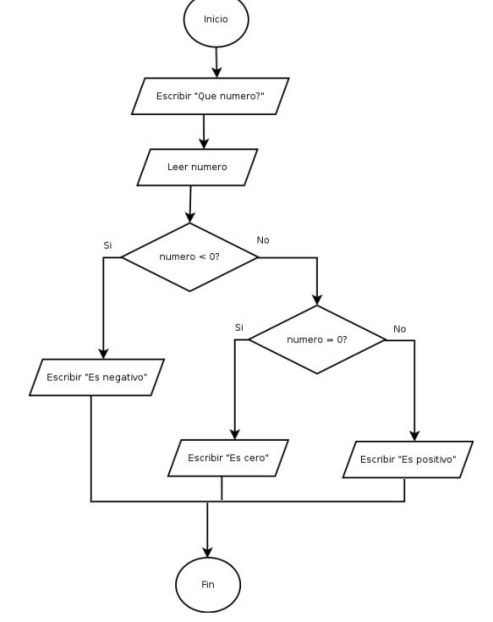 Inicio
Escribir "Que numero?"
Leer numero
numero < 0?
Si
No
numero = 0?
Si
No
Escribir "Es negativo"
Escribir "Es cero"
Escribir "Es positivo"
Fin